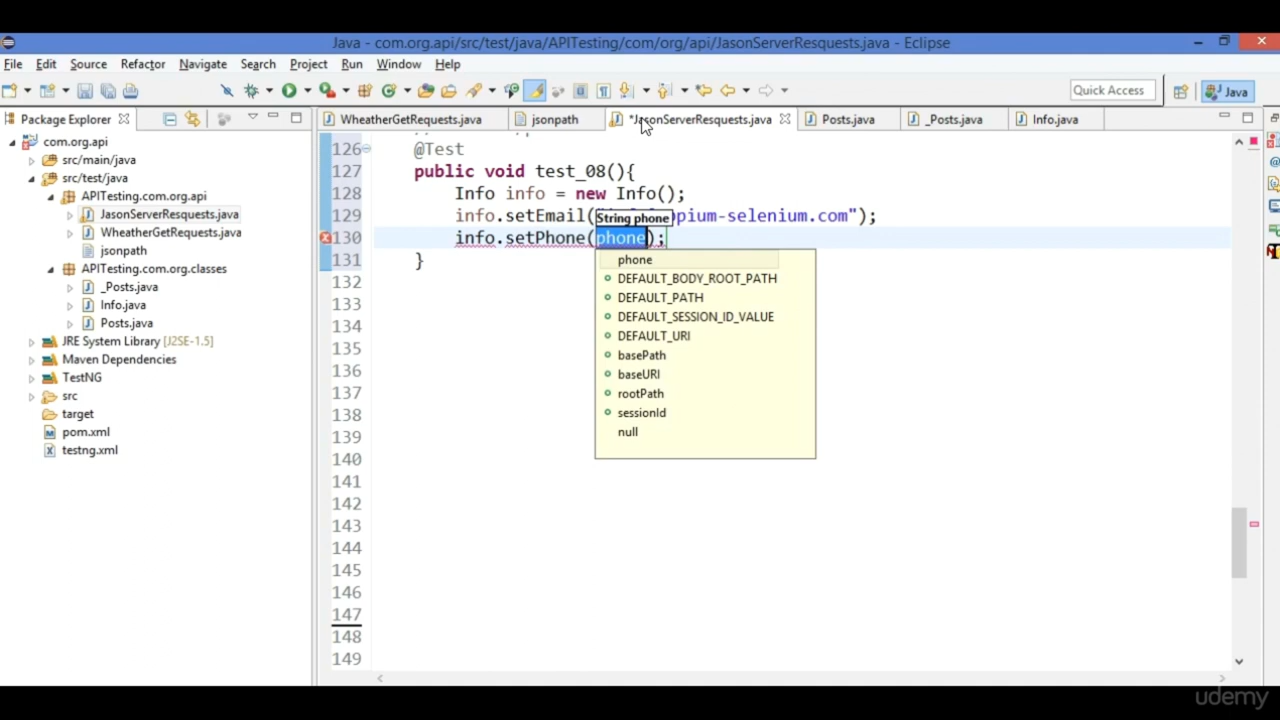 Java - com.org.api/src/test/java/APITesting/com/org/api/JasonServerResquests.java - Eclipse
File Edit Source Refactor Navigate Search Project Run Window Help
Quick Access Java
Package Explorer
WheatherGetRequests.java jsonpath *JasonServerResquests.java Posts.java _Posts.java Info.java
com.org.api
src/main/java
src/test/java
APITesting.com.org.api
JasonServerResquests.java
WheatherGetRequests.java
jsonpath
APITesting.com.org.classes
_Posts.java
Info.java
Posts.java
JRE System Library [J2SE-1.5]
Maven Dependencies
TestNG
src
target
pom.xml
testng.xml
126 @Test
127 public void test_08(){
128 Info info = new Info();
129 info.setEmail( pium-selenium.com");
String phone
130 info.setPhone(phone);
131 }
132
133
134
135
136
137
138
139
140
141
142
143
144
145
146
147
148
149
phone
DEFAULT_BODY_ROOT_PATH
DEFAULT_PATH
DEFAULT_SESSION_ID_VALUE
DEFAULT_URI
basePath
baseURI
rootPath
sessionId
null
udemy